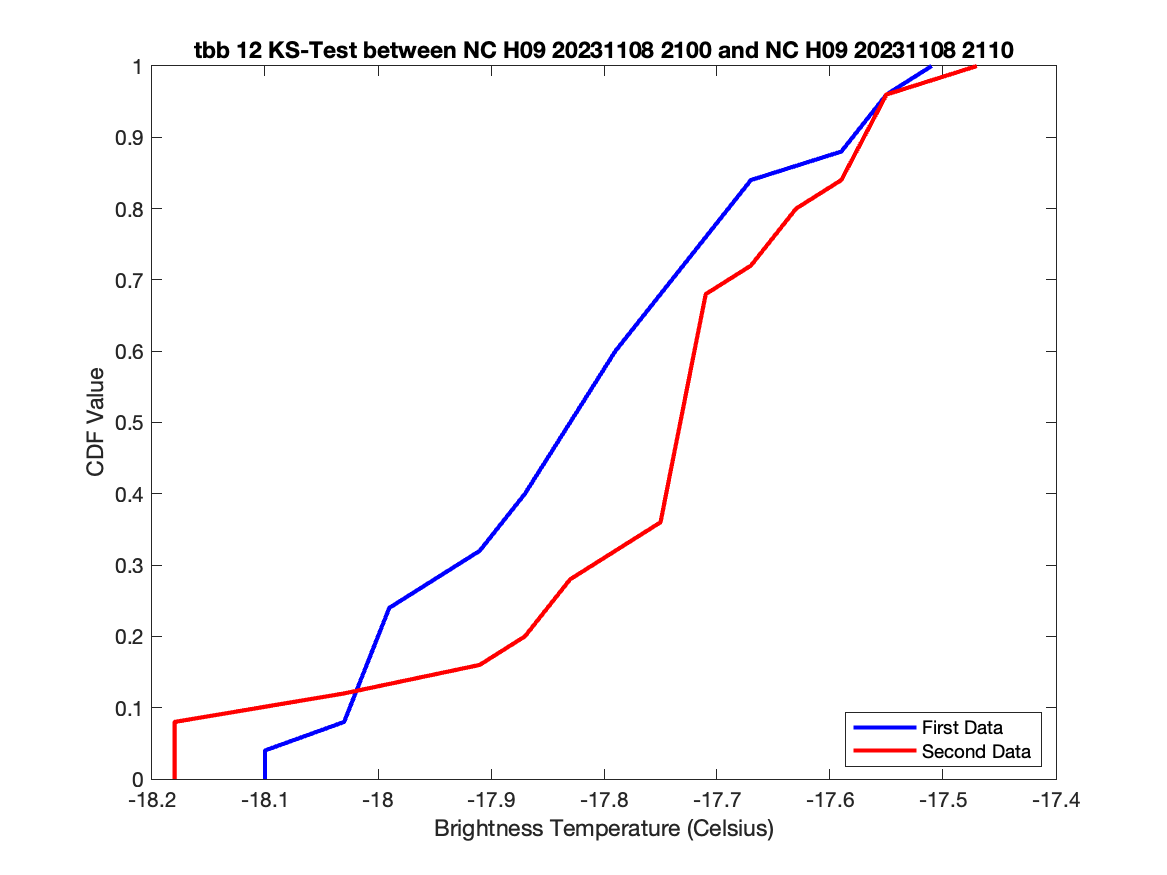 tbb 12 KS-Test between NC H09 20231108 2100 and NC H09 20231108 2110
1
0.9
0.8
0.7
0.6
0.5
0.4
0.3
0.2
0.1
0
CDF Value
First Data
Second Data
-18.2 -18.1 -18 -17.9 -17.8 -17.7 -17.6 -17.5 -17.4
Brightness Temperature (Celsius)